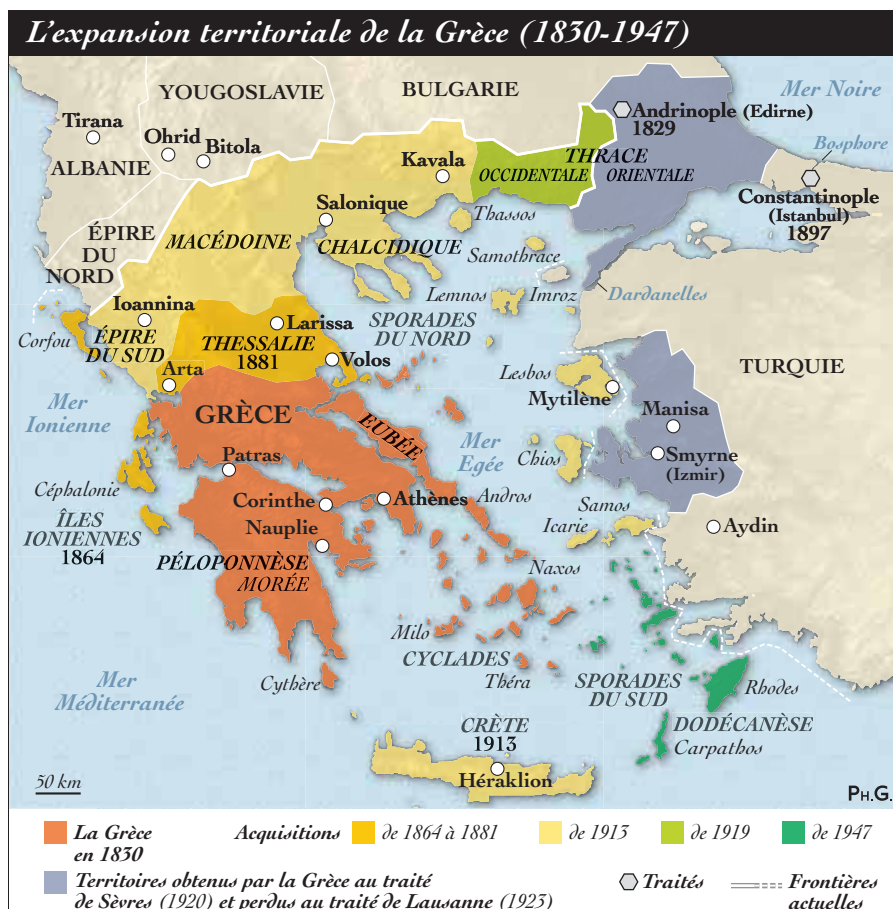 L'expansion territoriale de la Grèce (1830-1947)
YOUGOSLAVIE
BULGARIE
Mer Noire
Tirana
Andrinople (Edirne)
1829
Ohrid
Bitola
Bosphore
ALBANIE
Kavala
THRACE
OCCIDENTALE
ORIENTALE
Constantinople
(Istanbul)
1897
Salonique
Thassos
ÉPIRE
DU
NORD
MACÉDOINE
CHALCIDIQUE
Samothrace
Ioannina
Lemnos
Imroz
Dardanelles
Corfou
ÉPIRE
DU SUD
THESSALIE
1881
Larissa
SPORADES
DU NORD
Volos
TURQUIE
Arta
Lesbos
Mytilène
Mer
Ionienne
GRÈCE
EUBÉE
Mer
Egée
Manisa
Smyrne
(Izmir)
Patras
Chios
Céphalonie
Corinthe
Athènes
Andros
Nauplie
Samos
Icarie
Aydin
ÎLES
IONIENNES
1864
PÉLOPONNÈSE
MORÉE
Naxos
Milo
CYCLADES
Théra
SPORADES
DU SUD
Rhodes
Mer
Méditerranée
Cythère
DODÉCANÈSE
Carpathos
CRÈTE
1913
Héraklion
50 km
PH.G.
La Grèce
en 1830
Acquisitions
de 1864 à 1881
de 1913
de 1919
de 1947
Territoires obtenus par la Grèce au traité
de Sèvres (1920) et perdus au traité de Lausanne (1923)
Traités
Frontières
actuelles